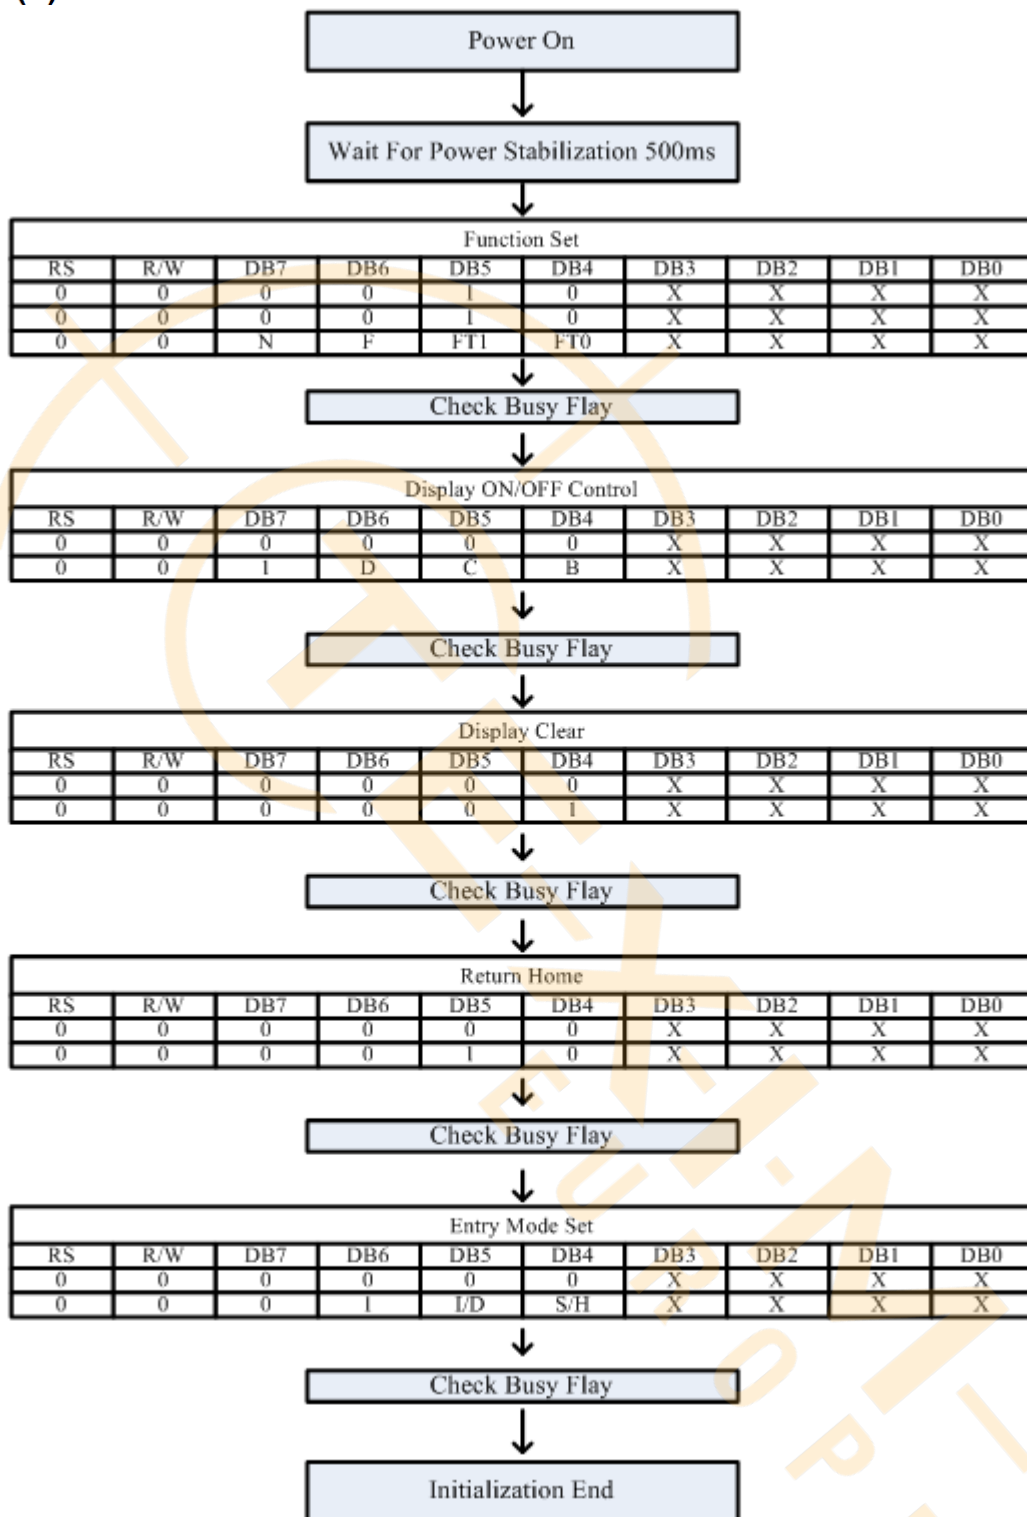 Power On
Wait For Power Stabilization 500ms
Function Set
RS R/W DB7 DB6 DB5 DB4 DB3 DB2 DB1 DB0
0 0 0 0 1 0 X X X X
0 0 0 0 1 0 X X X X
0 0 N F FT1 FT0 X X X X
Check Busy Flay
Display ON/OFF Control
RS R/W DB7 DB6 DB5 DB4 DB3 DB2 DB1 DB0
0 0 0 0 0 0 X X X X
0 0 1 D C B X X X X
Check Busy Flay
Display Clear
RS R/W DB7 DB6 DB5 DB4 DB3 DB2 DB1 DB0
0 0 0 0 0 0 X X X X
0 0 0 0 0 1 X X X X
Check Busy Flay
Return Home
RS R/W DB7 DB6 DB5 DB4 DB3 DB2 DB1 DB0
0 0 0 0 0 0 X X X X
0 0 0 0 1 0 X X X X
Check Busy Flay
Entry Mode Set
RS R/W DB7 DB6 DB5 DB4 DB3 DB2 DB1 DB0
0 0 0 0 0 0 X X X X
0 0 0 1 I/D S/H X X X X
Check Busy Flay
Initialization End